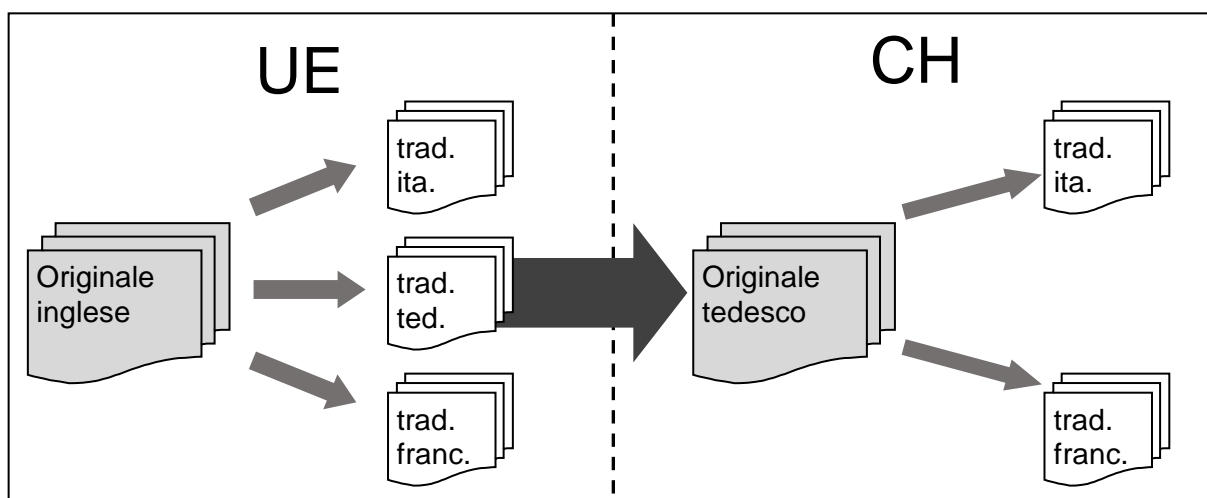 UE
CH
Originale
inglese
trad.
ita.
trad.
ted.
trad.
franc.
Originale
tedesco
trad.
ita.
trad.
franc.